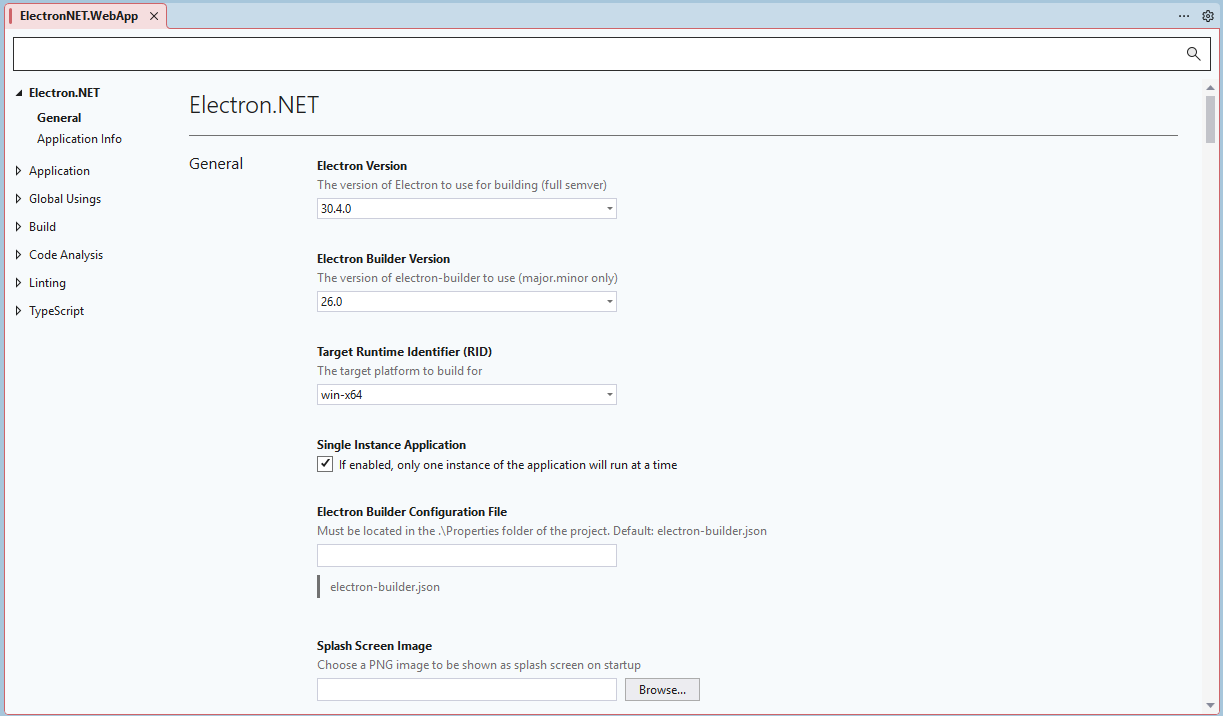 ElectronNET.WebApp
Electron.NET
General
Application Info
Application
Global Usings
Build
Code Analysis
Linting
TypeScript
Electron.NET
General
Electron Version
The version of Electron to use for building (full semver)
30.4.0
Electron Builder Version
The version of electron-builder to use (major.minor only)
26.0
Target Runtime Identifier (RID)
The target platform to build for
win-x64
Single Instance Application
If enabled, only one instance of the application will run at a time
Electron Builder Configuration File
Must be located in the .\Properties folder of the project. Default: electron-builder.json
electron-builder.json
Splash Screen Image
Choose a PNG image to be shown as splash screen on startup
Browse...